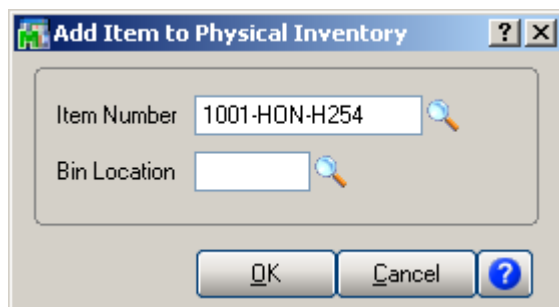 Add Item to Physical Inventory ? X
Item Number 1001-HON-H254
Bin Location
OK Cancel ?